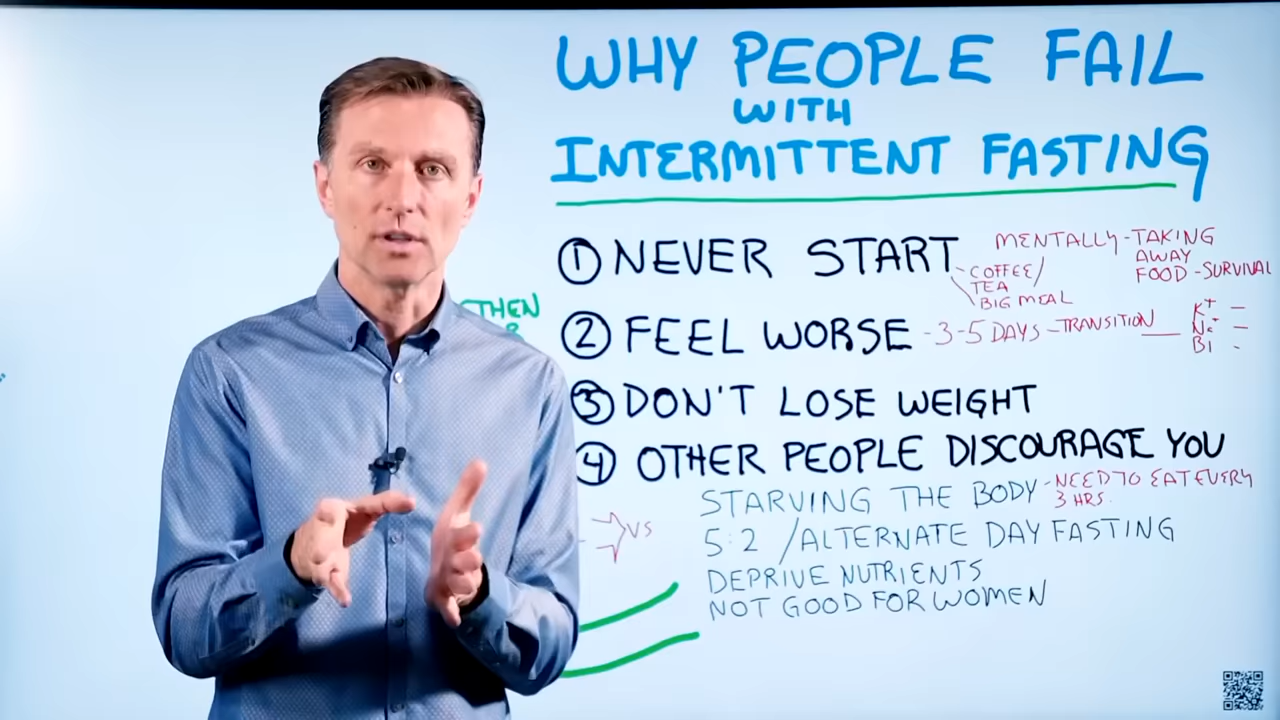 WHY PEOPLE FAIL
WITH
INTERMITTENT FASTING
① NEVER START
MENTALLY - TAKING
AWAY
FOOD - SURVIVAL
COFFEE/
TEA
BIG MEAL
② FEEL WORSE - 3-5 DAYS - TRANSITION
K+ -
Na+ -
B1 -
③ DON'T LOSE WEIGHT
④ OTHER PEOPLE DISCOURAGE YOU
STARVING THE BODY - NEED TO EAT EVERY
3 HRS.
VS
5:2 / ALTERNATE DAY FASTING
DEPRIVE NUTRIENTS
NOT GOOD FOR WOMEN